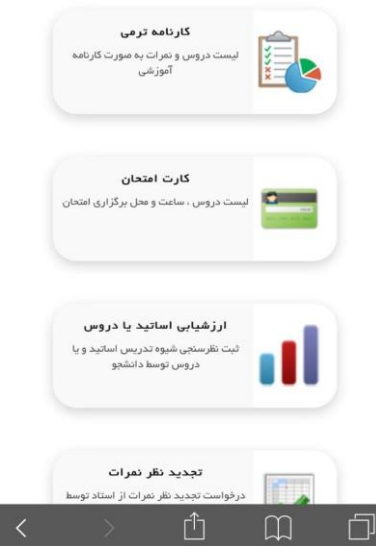 کارنامه ترمی
لیست دروس و نمرات به صورت کارنامه
آموزشی
کارت امتحان
لیست دروس ، ساعت و محل برگزاری امتحان
ارزشیابی اساتید یا دروس
ثبت نظرسنجی شیوه تدریس اساتید و یا
دروس توسط دانشجو
تجدید نظر نمرات
درخواست تجدید نظر نمرات از استاد توسط